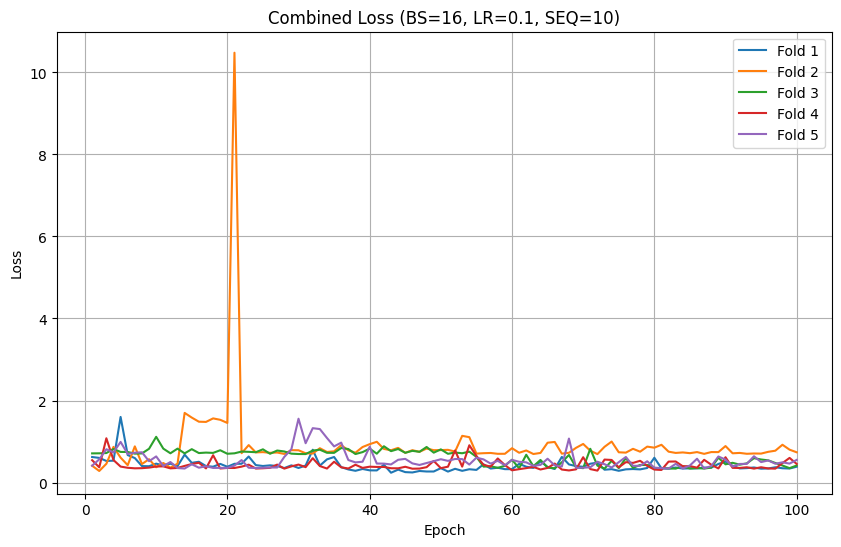 Combined Loss (BS=16, LR=0.1, SEQ=10)
Fold 1
Fold 2
Fold 3
Fold 4
Fold 5
Loss
10
8
6
4
2
0
0 20 40 60 80 100
Epoch